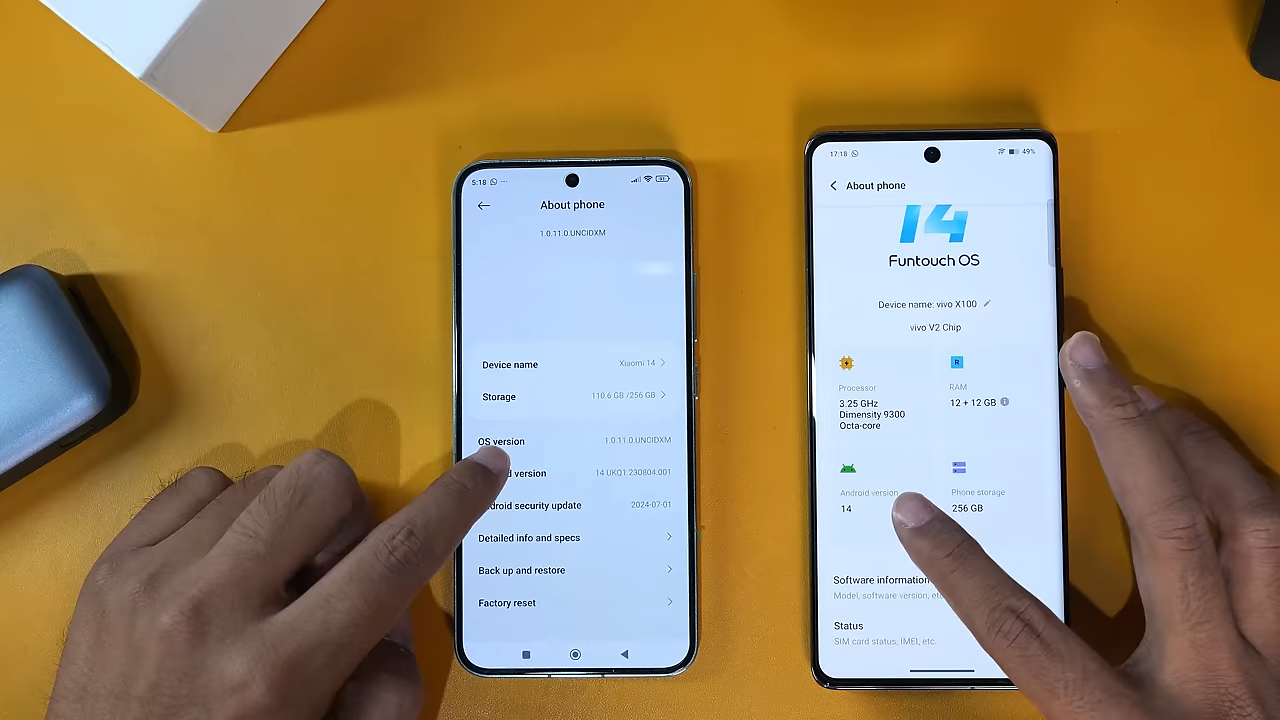 5:18
91
About phone
1.0.11.0.UNCIDXM
Device name Xiaomi 14
Storage 110.6 GB /256 GB
OS version 1.0.11.0.UNCIDXM
version 14 UKQ1.230804.001
droid security update 2024-07-01
Detailed info and specs
Back up and restore
Factory reset
17:18
49%
About phone
14
Funtouch OS
Device name: vivo X100
vivo V2 Chip
R
Processor
3.25 GHz
Dimensity 9300
Octa-core
RAM
12 + 12 GB
Android version
14
Phone storage
256 GB
Software information
Model, software version, etc
Status
SIM card status, IMEI, etc.